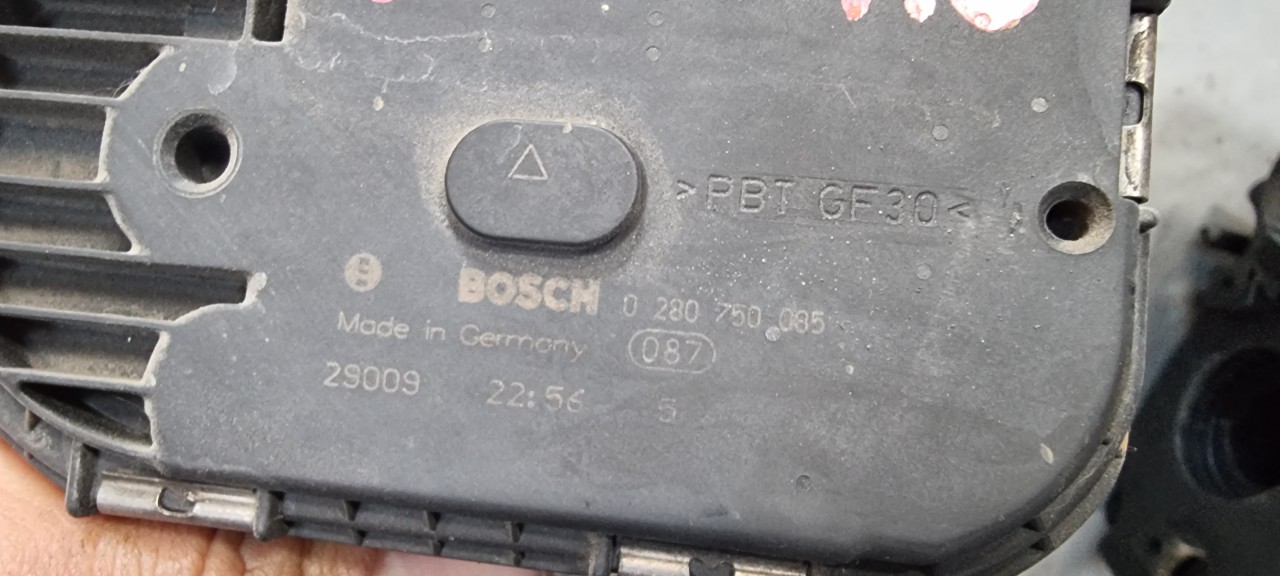 >PBT GF30<
BOSCH 0 280 750 085
Made in Germany 087
29009 22:56 5